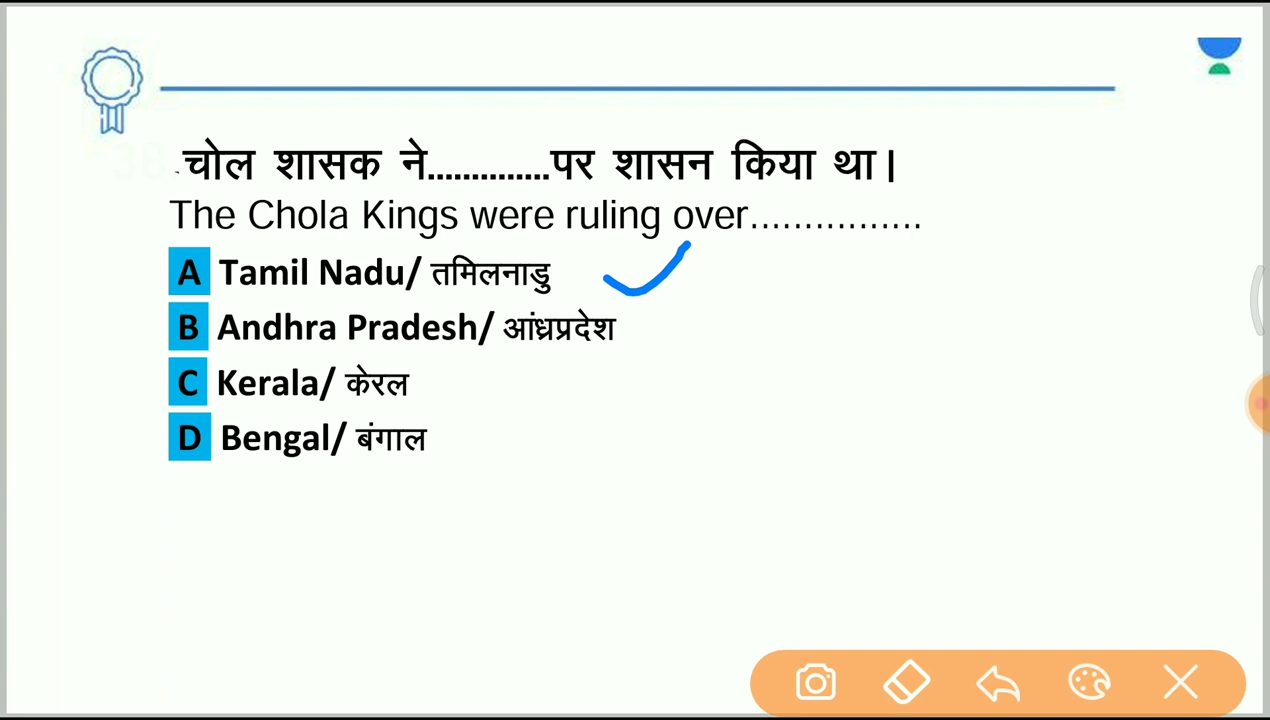 चोल शासक ने..............पर शासन किया था।
The Chola Kings were ruling over................
A Tamil Nadu/ तमिलनाडु
B Andhra Pradesh/ आंध्रप्रदेश
C Kerala/ केरल
D Bengal/ बंगाल